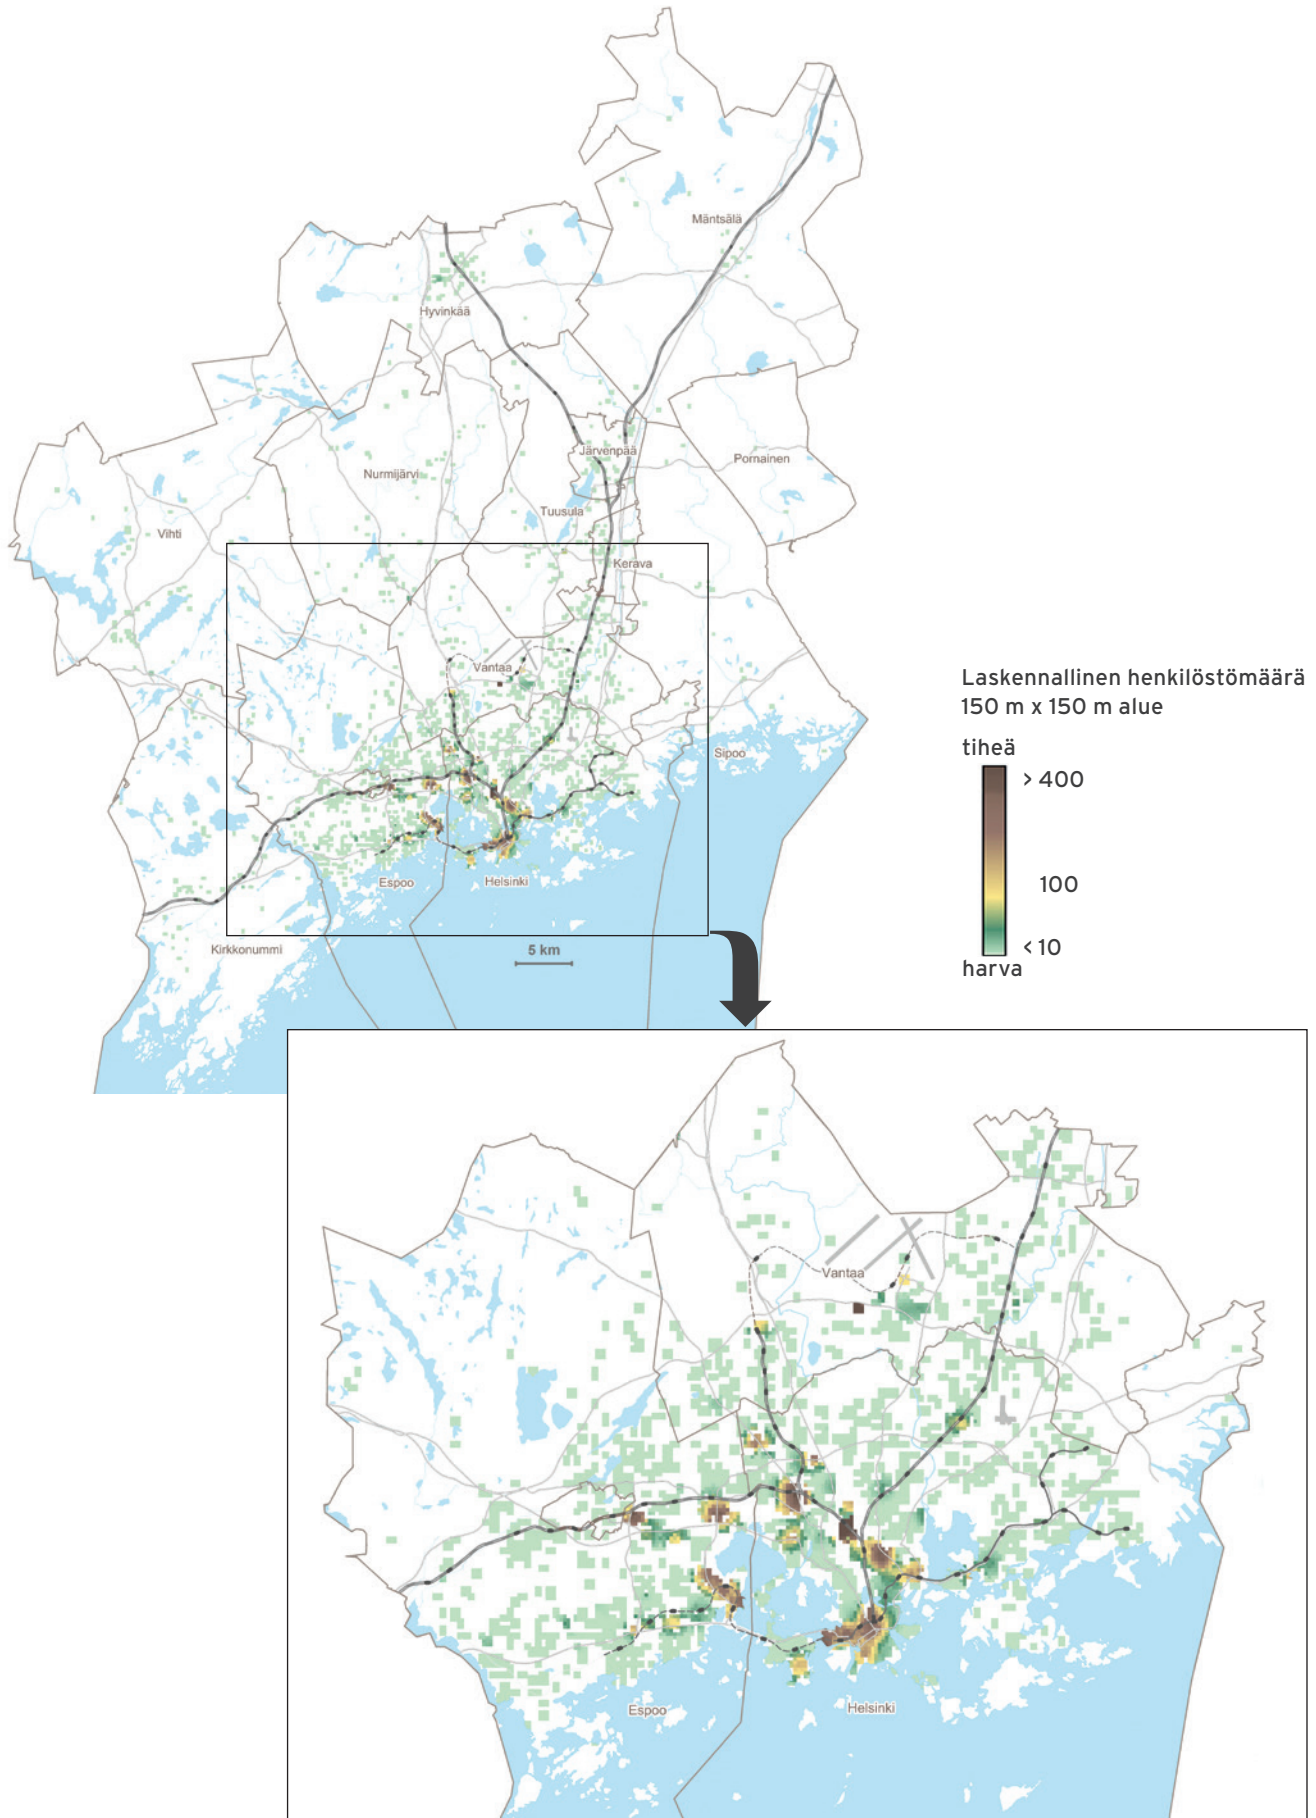 Mäntsälä
Hyvinkää
Järvenpää
Pornainen
Nurmijärvi
Tuusula
Vihti
Kerava
Vantaa
Sipoo
Espoo
Helsinki
Kirkkonummi
5 km
Laskennallinen henkilöstömäärä
150 m x 150 m alue
tiheä
> 400
100
< 10
harva
Vantaa
Espoo
Helsinki